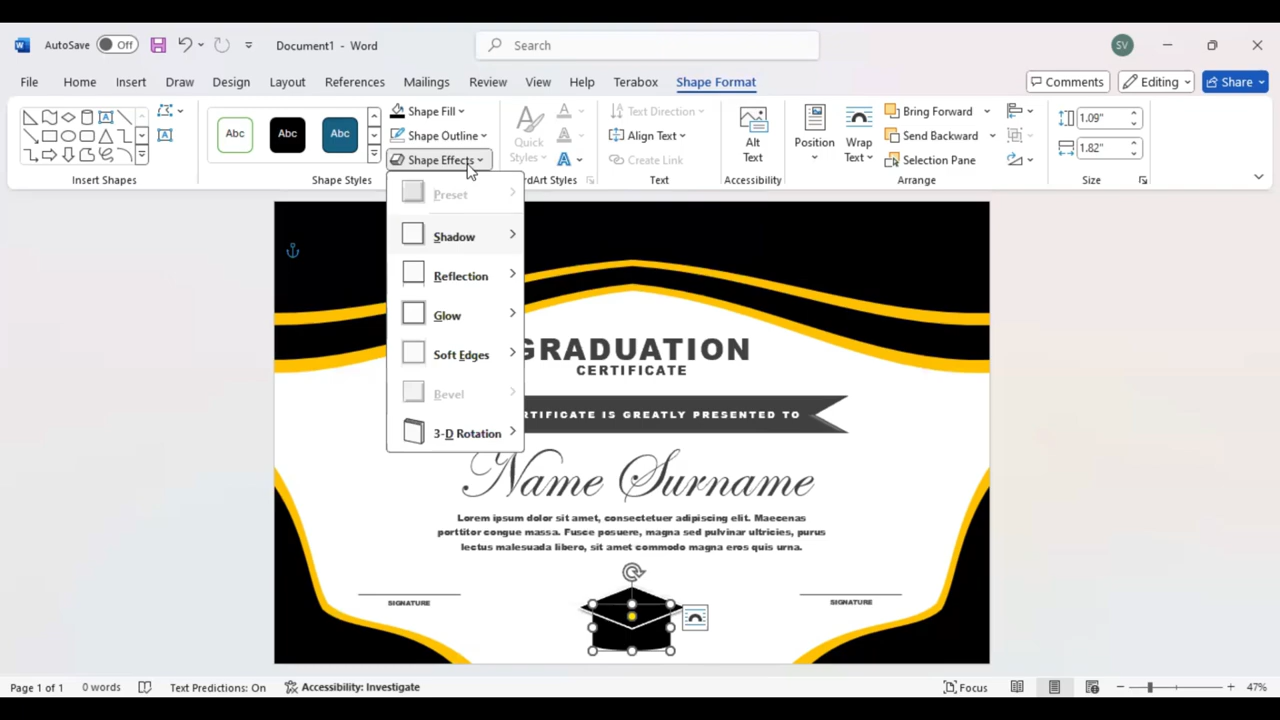 AutoSave Off Document1 - Word Search SV
File Home Insert Draw Design Layout References Mailings Review View Help Terabox Shape Format Comments Editing Share
Abc Abc Abc
Shape Fill
Shape Outline
Shape Effects
Quick
Styles
Text Direction
Align Text
Create Link
Alt
Text
Position
Wrap
Text
Bring Forward
Send Backward
Selection Pane
1.09"
1.82"
Insert Shapes Shape Styles rdArt Styles Text Accessibility Arrange Size
Preset
Shadow
Reflection
Glow
Soft Edges
Bevel
3-D Rotation
GRADUATION
CERTIFICATE
RTIFICATE IS GREATLY PRESENTED TO
Name Surname
Lorem ipsum dolor sit amet, consectetuer adipiscing elit. Maecenas
porttitor congue massa. Fusce posuere, magna sed pulvinar ultricies, purus
lectus malesuada libero, sit amet commodo magna eros quis urna.
SIGNATURE SIGNATURE
Page 1 of 1 0 words Text Predictions: On Accessibility: Investigate Focus 47%